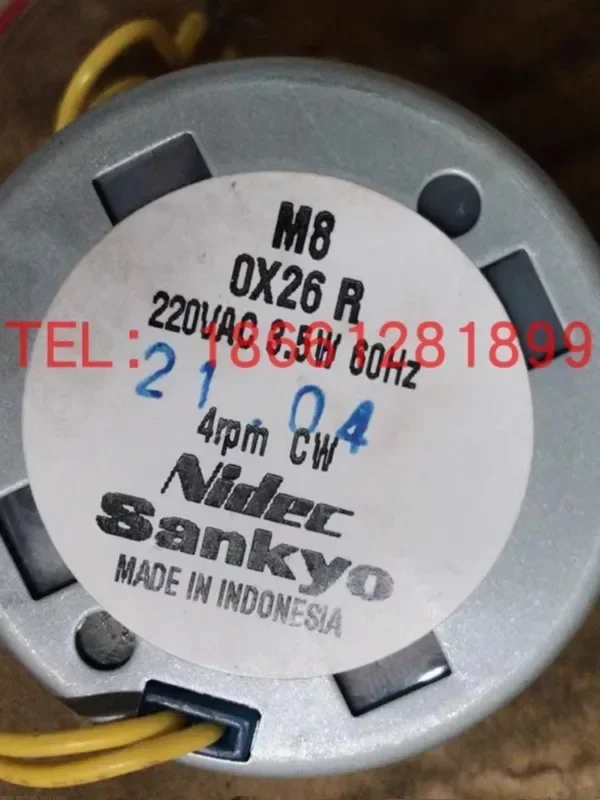 M8
0X26 R
220VAC 3.5W 60Hz
TEL: 18661281899
21.04
4rpm CW
Nidec
Sankyo
MADE IN INDONESIA